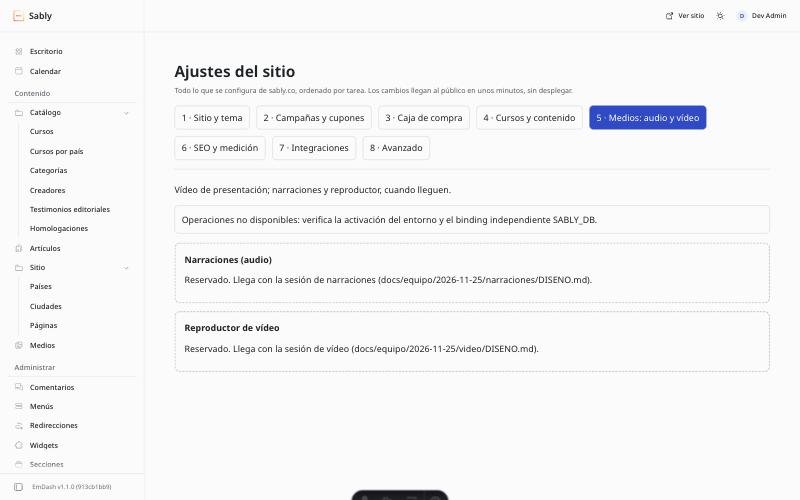 Sably
Ver sitio
D
Dev Admin
Escritorio
Calendar
Contenido
Catálogo
Cursos
Cursos por país
Categorías
Creadores
Testimonios editoriales
Homologaciones
Artículos
Sitio
Países
Ciudades
Páginas
Medios
Administrar
Comentarios
Menús
Redirecciones
Widgets
Secciones
EmDash v1.1.0 (913cb1bb9)
Ajustes del sitio
Todo lo que se configura de sably.co, ordenado por tarea. Los cambios llegan al público en unos minutos, sin desplegar.
1 · Sitio y tema
2 · Campañas y cupones
3 · Caja de compra
4 · Cursos y contenido
5 · Medios: audio y vídeo
6 · SEO y medición
7 · Integraciones
8 · Avanzado
Vídeo de presentación; narraciones y reproductor, cuando lleguen.
Operaciones no disponibles: verifica la activación del entorno y el binding independiente SABLY_DB.
Narraciones (audio)
Reservado. Llega con la sesión de narraciones (docs/equipo/2026-11-25/narraciones/DISENO.md).
Reproductor de vídeo
Reservado. Llega con la sesión de vídeo (docs/equipo/2026-11-25/video/DISENO.md).